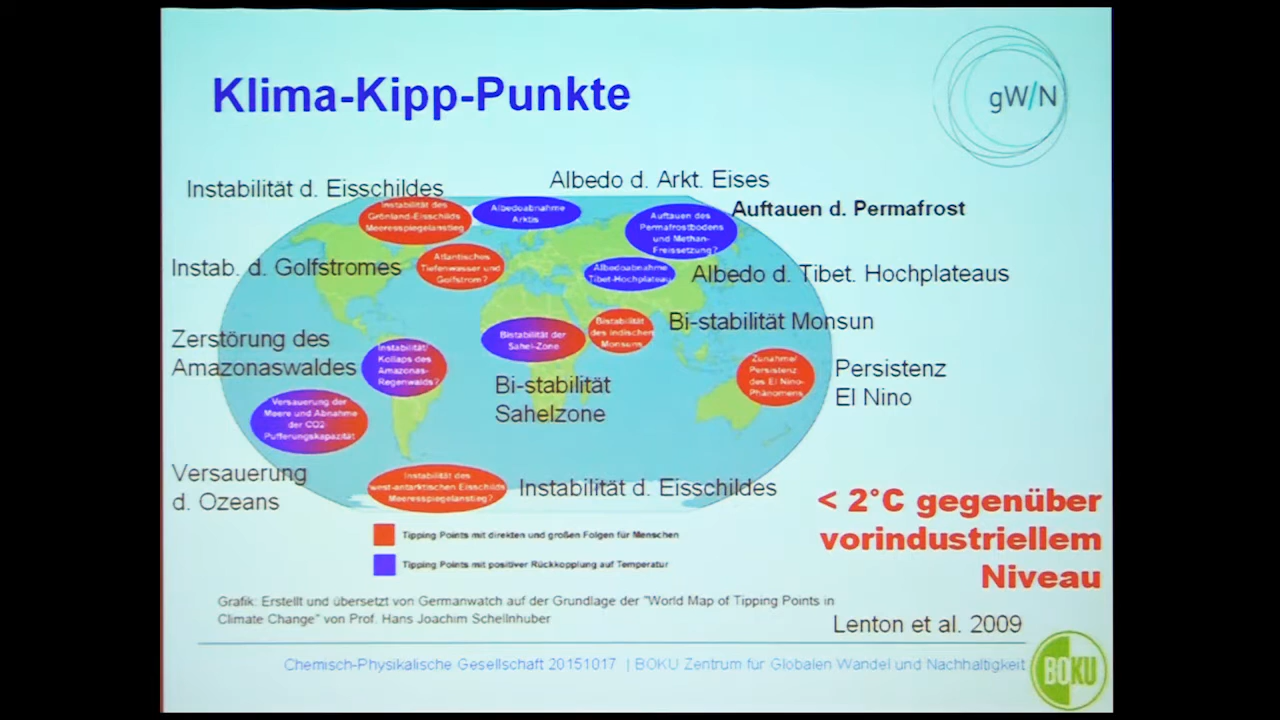 Klima-Kipp-Punkte
gW/N
Instabilität d. Eisschildes
Albedo d. Arkt. Eises
Auftauen d. Permafrost
Instabilität des
Grönland-Eisschilds
Meeresspiegelanstieg
Albedoabnahme
Arktis
Auftauen des
Permafrostbodens
und Methan-
Freissetzung?
Instab. d. Golfstromes
Atlantisches
Tiefenwasser und
Golfstrom?
Albedoabnahme
Tibet-Hochplateau
Albedo d. Tibet. Hochplateaus
Zerstörung des
Amazonaswaldes
Instabilität/
Kollaps des
Amazonas-
Regenwalds?
Bistabilität der
Sahel-Zone
Bistabilität
des indischen
Monsuns
Bi-stabilität Monsun
Bi-stabilität
Sahelzone
Zunahme/
Persistenz
des El Nino-
Phänomens
Persistenz
El Nino
Versauerung der
Meere und Abnahme
der CO2-
Pufferungskapazität
Versauerung
d. Ozeans
Instabilität des
west-antarktischen Eisschilds
Meeresspiegelanstieg?
Instabilität d. Eisschildes
< 2°C gegenüber
vorindustriellem
Niveau
Tipping Points mit direkten und großen Folgen für Menschen
Tipping Points mit positiver Rückkopplung auf Temperatur
Grafik: Erstellt und übersetzt von Germanwatch auf der Grundlage der "World Map of Tipping Points in
Climate Change" von Prof. Hans Joachim Schellnhuber
Lenton et al. 2009
Chemisch-Physikalische Gesellschaft 20151017 | BOKU Zentrum für Globalen Wandel und Nachhaltigkeit
BOKU